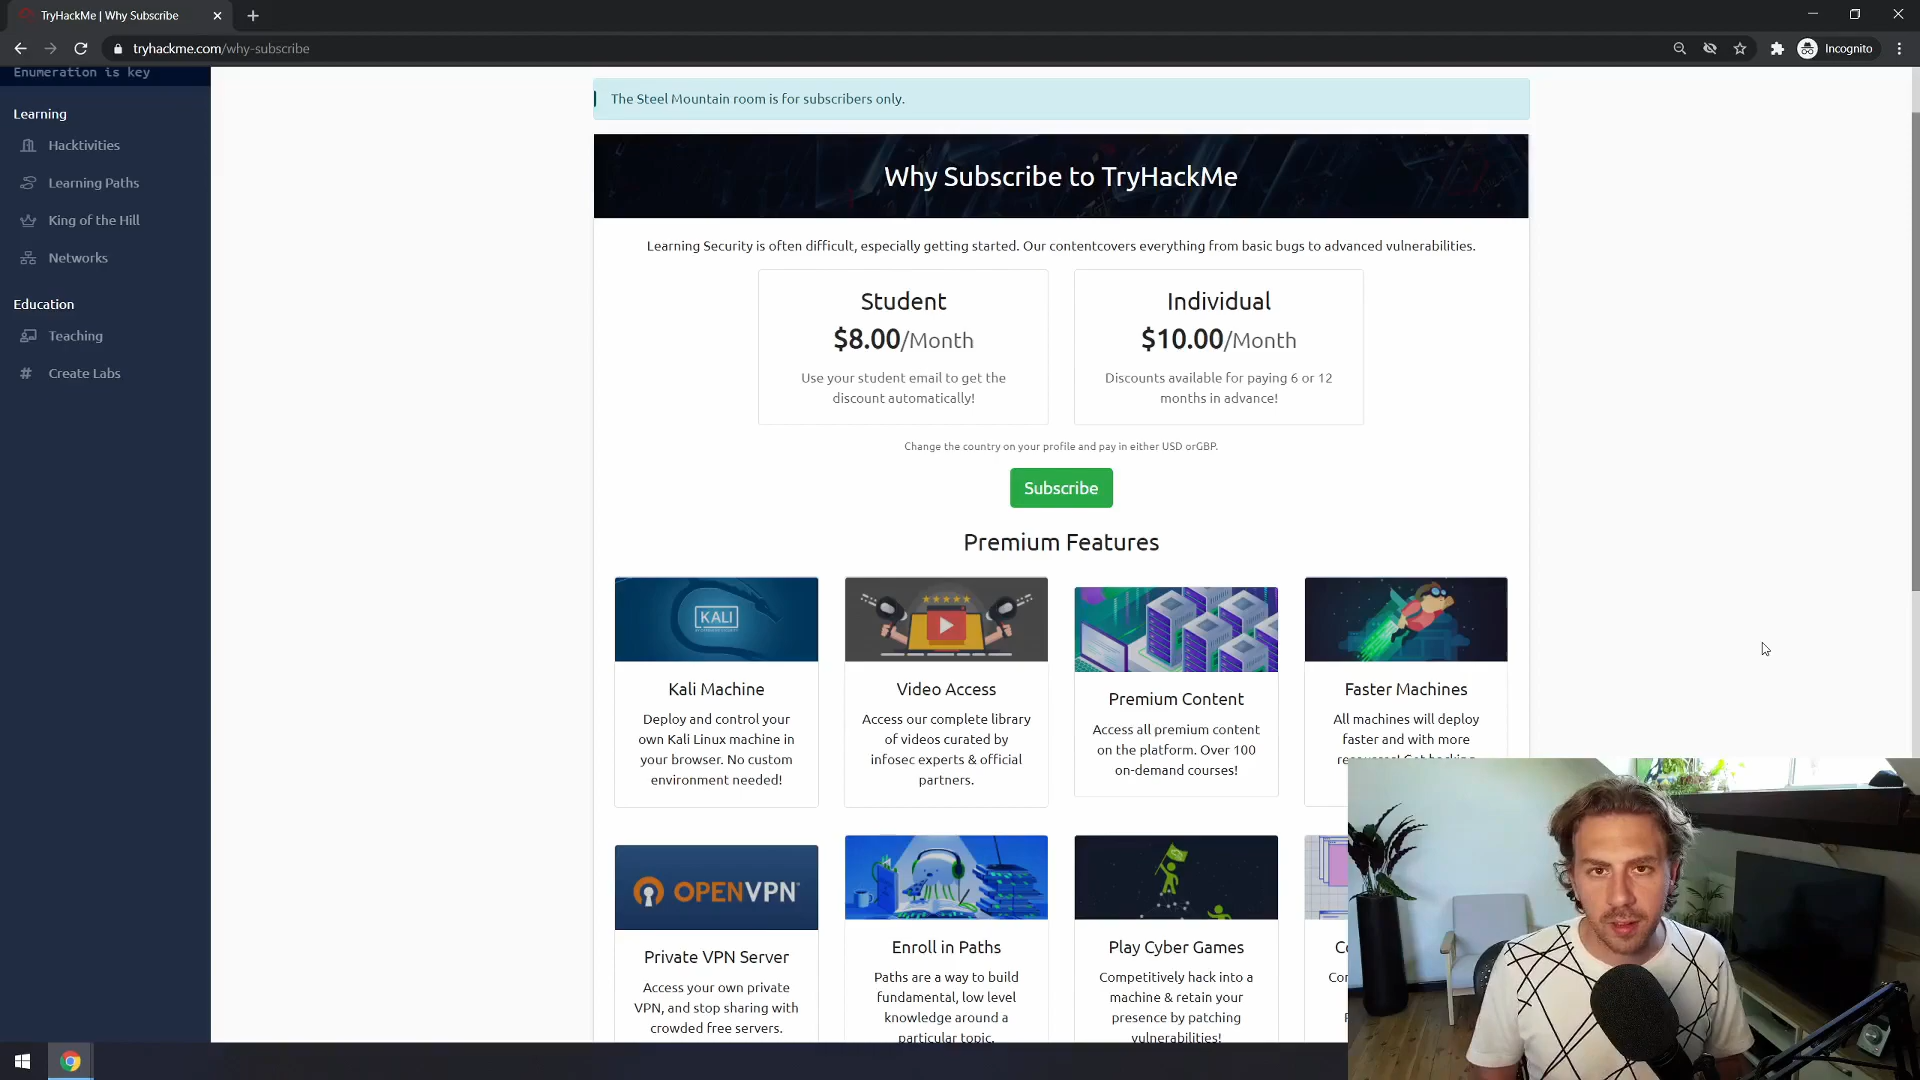 TryHackMe | Why Subscribe
tryhackme.com/why-subscribe
Incognito
Enumeration is key
Learning
Hacktivities
Learning Paths
King of the Hill
Networks
Education
Teaching
Create Labs
The Steel Mountain room is for subscribers only.
Why Subscribe to TryHackMe
Learning Security is often difficult, especially getting started. Our contentcovers everything from basic bugs to advanced vulnerabilities.
Student
$8.00/Month
Use your student email to get the
discount automatically!
Individual
$10.00/Month
Discounts available for paying 6 or 12
months in advance!
Change the country on your profile and pay in either USD orGBP.
Subscribe
Premium Features
KALI
Kali Machine
Deploy and control your
own Kali Linux machine in
your browser. No custom
environment needed!
Video Access
Access our complete library
of videos curated by
infosec experts & official
partners.
Premium Content
Access all premium content
on the platform. Over 100
on-demand courses!
Faster Machines
All machines will deploy
faster and with more
OPENVPN
Private VPN Server
Access your own private
VPN, and stop sharing with
crowded free servers.
Enroll in Paths
Paths are a way to build
fundamental, low level
knowledge around a
particular topic.
Play Cyber Games
Competitively hack into a
machine & retain your
presence by patching
vulnerabilities!